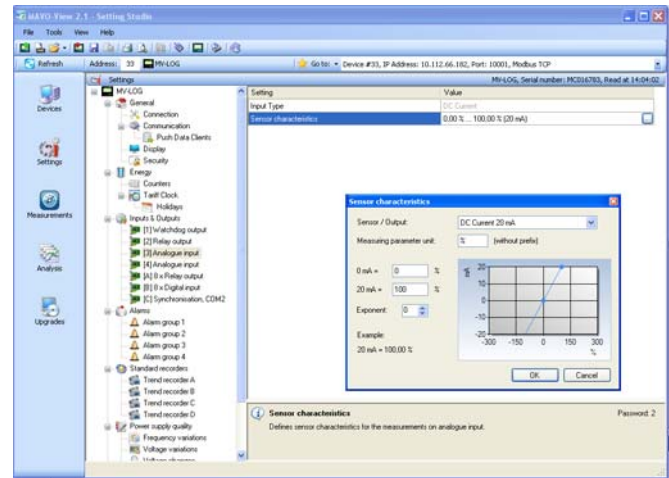 MAVO-View 2.1 - Setting Studio
File Tools View Help
Refresh Address: 33 MV-LOG Go to: Device #33, IP Address: 10.112.66.182, Port: 10001, Modbus TCP
Settings MV-LOG, Serial number: MC016783, Read at 14:04:02
Devices
Settings
Measurements
Analysis
Upgrades
MV-LOG
General
Connection
Communication
Push Data Clients
Display
Security
Energy
Counters
Tariff Clock
Holidays
Inputs & Outputs
[1] Watchdog output
[2] Relay output
[3] Analogue input
[4] Analogue input
[A] 8 x Relay output
[B] 8 x Digital input
[C] Synchronisation, COM2
Alarms
Alarm group 1
Alarm group 2
Alarm group 3
Alarm group 4
Standard recorders
Trend recorder A
Trend recorder B
Trend recorder C
Trend recorder D
Power supply quality
Frequency variations
Voltage variations
Setting Value
Input Type DC Current
Sensor characteristics 0,00 % ... 100,00 % (20 mA)
Sensor characteristics
Sensor / Output: DC Current 20 mA
Measuring parameter unit: % (without prefix)
0 mA = 0 %
20 mA = 100 %
Exponent: 0
Example:
20 mA = 100,00 %
mA
20
10
0
-10
-20
-300 -150 0 150 300
%
OK Cancel
Sensor characteristics Password: 2
Defines sensor characteristics for the measurements on analogue input.